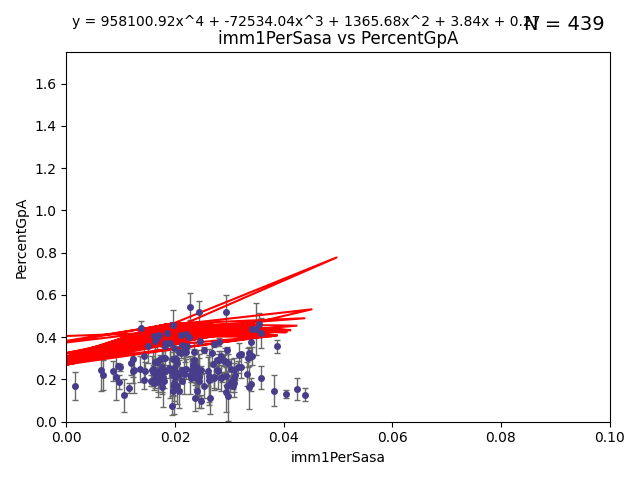 y = 958100.92x^4 + -72534.04x^3 + 1365.68x^2 + 3.84x + 0.27
N = 439
imm1PerSasa vs PercentGpA
PercentGpA
1.6
1.4
1.2
1.0
0.8
0.6
0.4
0.2
0.0
0.00 0.02 0.04 0.06 0.08 0.10
imm1PerSasa